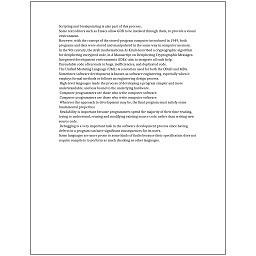 Scripting and breakpointing is also part of this process.
Some text editors such as Emacs allow GDB to be invoked through them, to provide a visual
environment.
However, with the concept of the stored-program computer introduced in 1949, both
programs and data were stored and manipulated in the same way in computer memory.
In the 9th century, the Arab mathematician Al-Kindi described a cryptographic algorithm
for deciphering encrypted code, in A Manuscript on Deciphering Cryptographic Messages.
Integrated development environments (IDEs) aim to integrate all such help.
Unreadable code often leads to bugs, inefficiencies, and duplicated code.
The Unified Modeling Language (UML) is a notation used for both the OOAD and MDA.
Sometimes software development is known as software engineering, especially when it
employs formal methods or follows an engineering design process.
High-level languages made the process of developing a program simpler and more
understandable, and less bound to the underlying hardware.
Computer programmers are those who write computer software.
Computer programmers are those who write computer software.
Whatever the approach to development may be, the final program must satisfy some
fundamental properties.
Readability is important because programmers spend the majority of their time reading,
trying to understand, reusing and modifying existing source code, rather than writing new
source code.
Debugging is a very important task in the software development process since having
defects in a program can have significant consequences for its users.
Some languages are more prone to some kinds of faults because their specification does not
require compilers to perform as much checking as other languages.